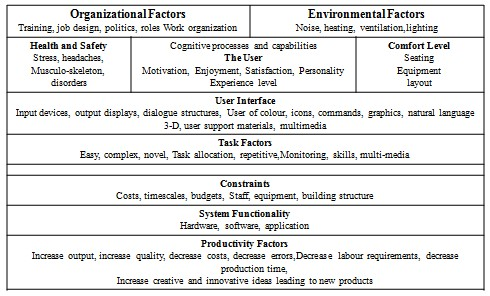 Organizational Factors
Training, job design, politics, roles Work organization
Environmental Factors
Noise, heating, ventilation,lighting
Health and Safety
Stress, headaches,
Musculo-skeleton,
disorders
Cognitive processes and capabilities
The User
Motivation, Enjoyment, Satisfaction, Personality
Experience level
Comfort Level
Seating
Equipment
layout
User Interface
Input devices, output displays, dialogue structures, User of colour, icons, commands, graphics, natural language
3-D, user support materials, multimedia
Task Factors
Easy, complex, novel, Task allocation, repetitive,Monitoring, skills, multi-media
Constraints
Costs, timescales, budgets, Staff, equipment, building structure
System Functionality
Hardware, software, application
Productivity Factors
Increase output, increase quality, decrease costs, decrease errors,Decrease labour requirements, decrease
production time,
Increase creative and innovative ideas leading to new products